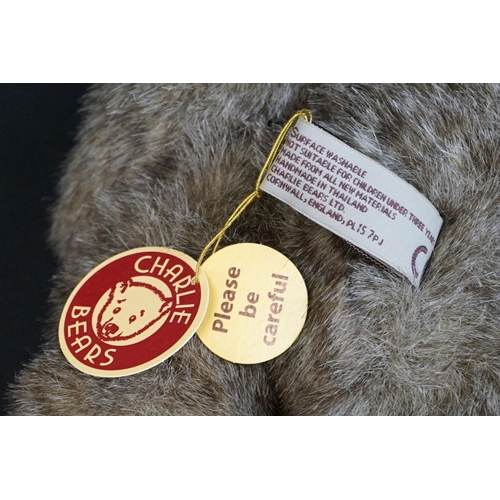 CHARLIE
BEARS
Please
be
careful
SURFACE WASHABLE
NOT SUITABLE FOR CHILDREN UNDER THREE
MADE FROM ALL NEW MATERIALS
HANDMADE IN THAILAND
CHARLIE BEARS LTD.
CORNWALL, ENGLAND, PL15 7PJ